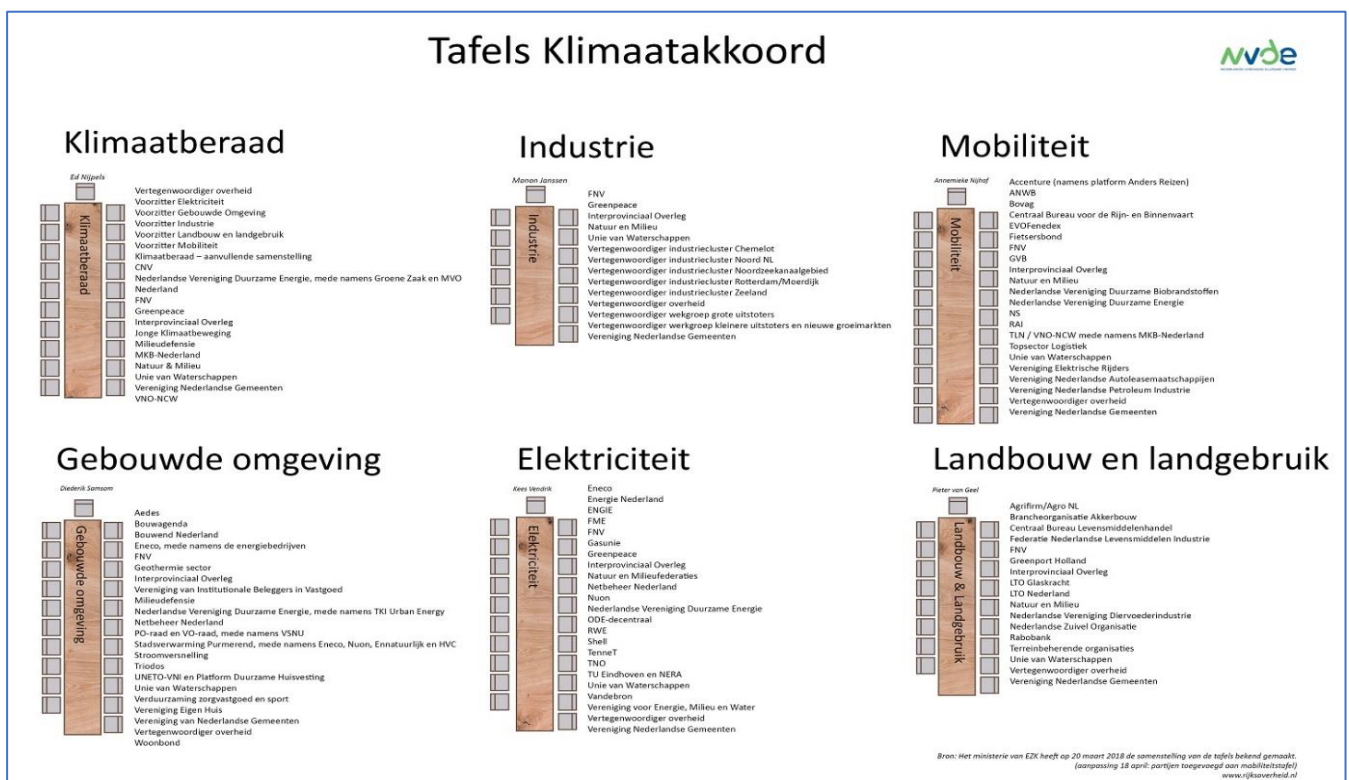 Tafels Klimaatakkoord
nvde
Klimaatberaad
Ed Nijpels
Klimaatberaad
Vertegenwoordiger overheid
Voorzitter Elektriciteit
Voorzitter Gebouwde Omgeving
Voorzitter Industrie
Voorzitter Landbouw en landgebruik
Voorzitter Mobiliteit
Klimaatberaad – aanvullende samenstelling
CNV
Nederlandse Vereniging Duurzame Energie, mede namens Groene Zaak en MVO
Nederland
FNV
Greenpeace
Interprovinciaal Overleg
Jonge Klimaatbeweging
Milieudefensie
MKB-Nederland
Natuur & Milieu
Unie van Waterschappen
Vereniging Nederlandse Gemeenten
VNO-NCW
Industrie
Manon Janssen
Industrie
FNV
Greenpeace
Interprovinciaal Overleg
Natuur en Milieu
Unie van Waterschappen
Vertegenwoordiger industriecluster Chemelot
Vertegenwoordiger industriecluster Noord NL
Vertegenwoordiger industriecluster Noordzeekanaalgebied
Vertegenwoordiger industriecluster Rotterdam/Moerdijk
Vertegenwoordiger industriecluster Zeeland
Vertegenwoordiger overheid
Vertegenwoordiger wekgroep grote uitstoters
Vertegenwoordiger werkgroep kleinere uitstoters en nieuwe groeimarkten
Vereniging Nederlandse Gemeenten
Mobiliteit
Annemieke Nijhof
Mobiliteit
Accenture (namens platform Anders Reizen)
ANWB
Bovag
Centraal Bureau voor de Rijn- en Binnenvaart
EVOFenedex
Fietsersbond
FNV
GVB
Interprovinciaal Overleg
Natuur en Milieu
Nederlandse Vereniging Duurzame Biobrandstoffen
Nederlandse Vereniging Duurzame Energie
NS
RAI
TLN / VNO-NCW mede namens MKB-Nederland
Topsector Logistiek
Unie van Waterschappen
Vereniging Elektrische Rijders
Vereniging Nederlandse Autoleasemaatschappijen
Vereniging Nederlandse Petroleum Industrie
Vertegenwoordiger overheid
Vereniging Nederlandse Gemeenten
Gebouwde omgeving
Diederik Samsom
Gebouwde omgeving
Aedes
Bouwagenda
Bouwend Nederland
Eneco, mede namens de energiebedrijven
FNV
Geothermie sector
Interprovinciaal Overleg
Vereniging van Institutionale Beleggers in Vastgoed
Milieudefensie
Nederlandse Vereniging Duurzame Energie, mede namens TKI Urban Energy
Netbeheer Nederland
PO-raad en VO-raad, mede namens VSNU
Stadsverwarming Purmerend, mede namens Eneco, Nuon, Ennatuurlijk en HVC
Stroomversnelling
Triodos
UNETO-VNI en Platform Duurzame Huisvesting
Unie van Waterschappen
Verduurzaming zorgvastgoed en sport
Vereniging Eigen Huis
Vereniging van Nederlandse Gemeenten
Vertegenwoordiger overheid
Woonbond
Elektriciteit
Kees Vendrik
Elektriciteit
Eneco
Energie Nederland
ENGIE
FME
FNV
Gasunie
Greenpeace
Interprovinciaal Overleg
Natuur en Milieufederaties
Netbeheer Nederland
Nuon
Nederlandse Vereniging Duurzame Energie
ODE-decentraal
RWE
Shell
TenneT
TNO
TU Eindhoven en NERA
Unie van Waterschappen
Vandebron
Vereniging voor Energie, Milieu en Water
Vertegenwoordiger overheid
Vereniging Nederlandse Gemeenten
Landbouw en landgebruik
Pieter van Geel
Landbouw & Landgebruik
Agrifirm/Agro NL
Brancheorganisatie Akkerbouw
Centraal Bureau Levensmiddelenhandel
Federatie Nederlandse Levensmiddelen Industrie
FNV
Greenport Holland
Interprovinciaal Overleg
LTO Glaskracht
LTO Nederland
Natuur en Milieu
Nederlandse Vereniging Diervoederindustrie
Nederlandse Zuivel Organisatie
Rabobank
Terreinbeherende organisaties
Unie van Waterschappen
Vertegenwoordiger overheid
Vereniging Nederlandse Gemeenten
Bron: Het ministerie van EZK heeft op 20 maart 2018 de samenstelling van de tafels bekend gemaakt.
(aanpassing 18 april: partijen toegevoegd aan mobiliteitstafel)
www.rijksoverheid.nl